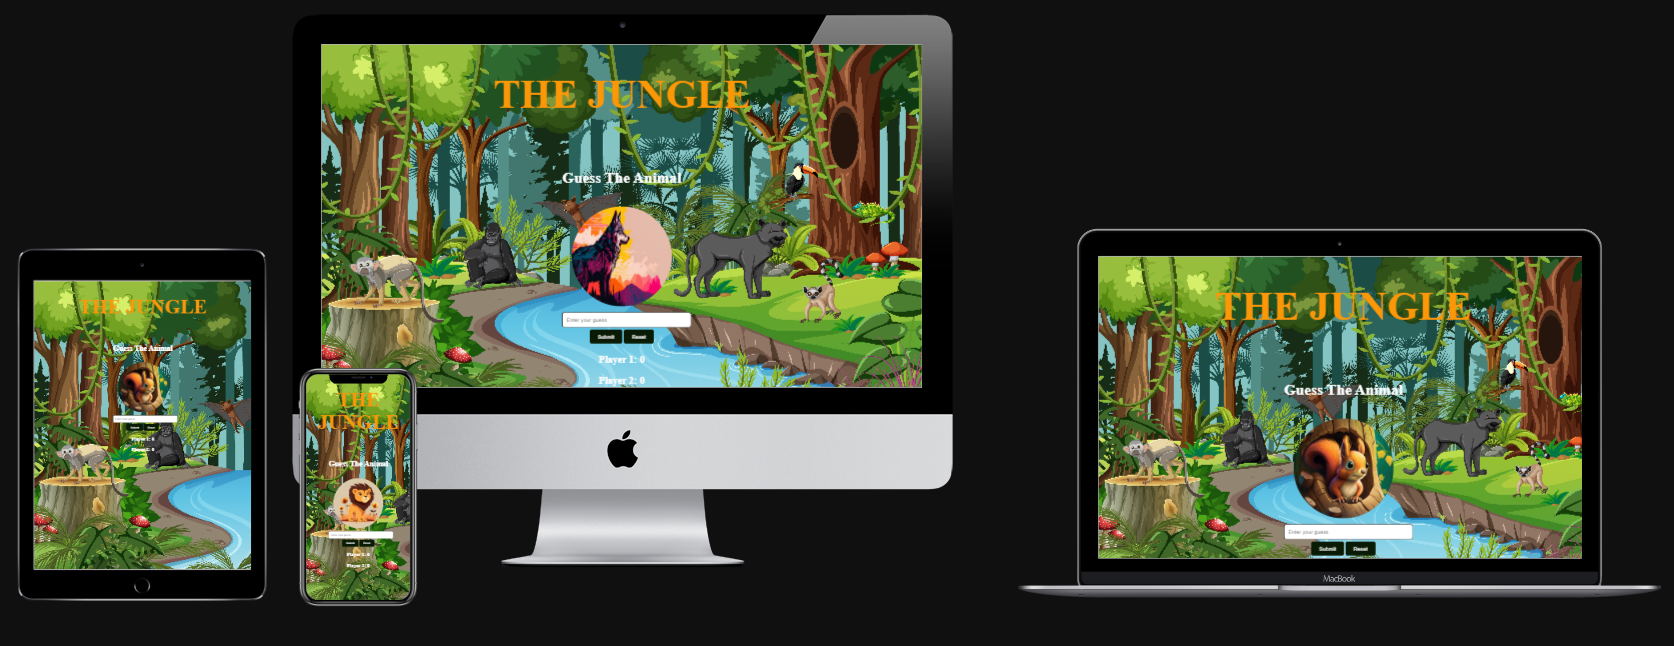 THE JUNGLE
Guess The Animal
Enter your guess
Submit Reset
Player 1: 0
Player 2: 0
THE JUNGLE
Guess The Animal
Submit Reset
Player 1: 0
Player 2: 0
THE
JUNGLE
Guess The Animal
Submit Reset
Player 1: 0
Player 2: 0
THE JUNGLE
Guess The Animal
Enter your guess
Submit Reset
MacBook